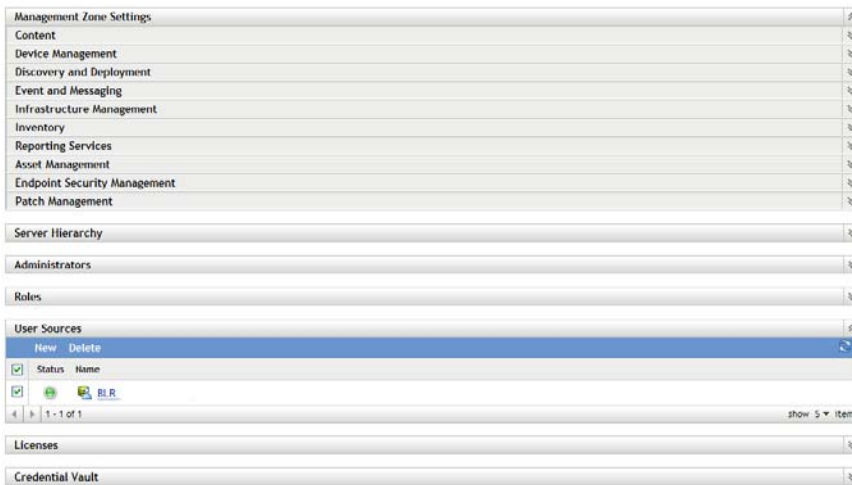 Management Zone Settings
Content
Device Management
Discovery and Deployment
Event and Messaging
Infrastructure Management
Inventory
Reporting Services
Asset Management
Endpoint Security Management
Patch Management
Server Hierarchy
Administrators
Roles
User Sources
New Delete
Status Name
BLR
1 - 1 of 1 show 5 item
Licenses
Credential Vault